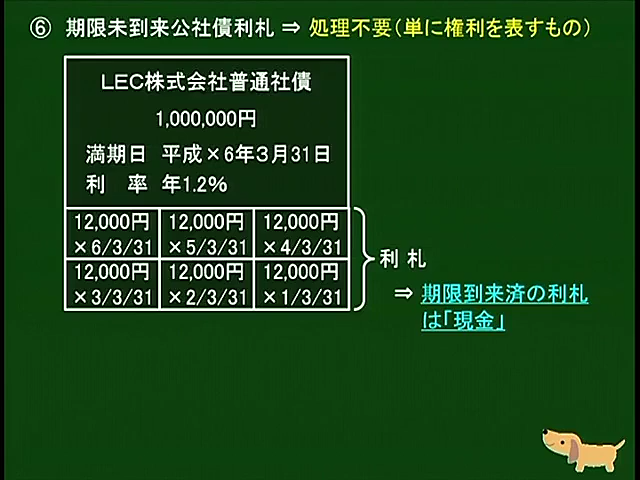 ⑥ 期限未到来公社債利札 ⇒ 処理不要(単に権利を表すもの)
LEC株式会社普通社債
1,000,000円
満期日 平成×6年3月31日
利 率 年1.2%
12,000円 12,000円 12,000円
×6/3/31 ×5/3/31 ×4/3/31
12,000円 12,000円 12,000円
×3/3/31 ×2/3/31 ×1/3/31
利 札
⇒ 期限到来済の利札
は「現金」